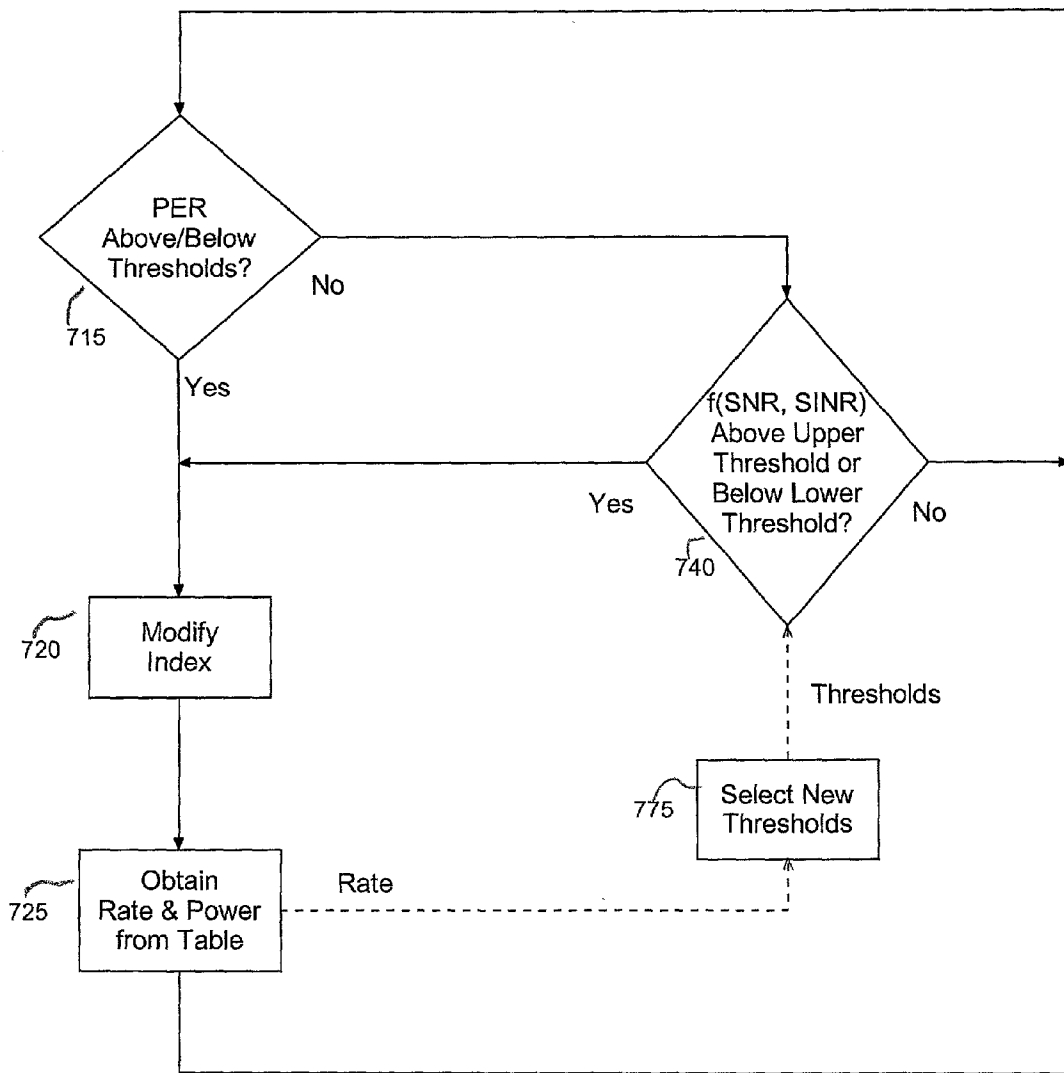 PER
Above/Below
Thresholds?
715
No
Yes
f(SNR, SINR)
Above Upper
Threshold or
Below Lower
Threshold?
Yes
No
740
720
Modify
Index
Thresholds
775
Select New
Thresholds
725
Obtain
Rate & Power
from Table
Rate